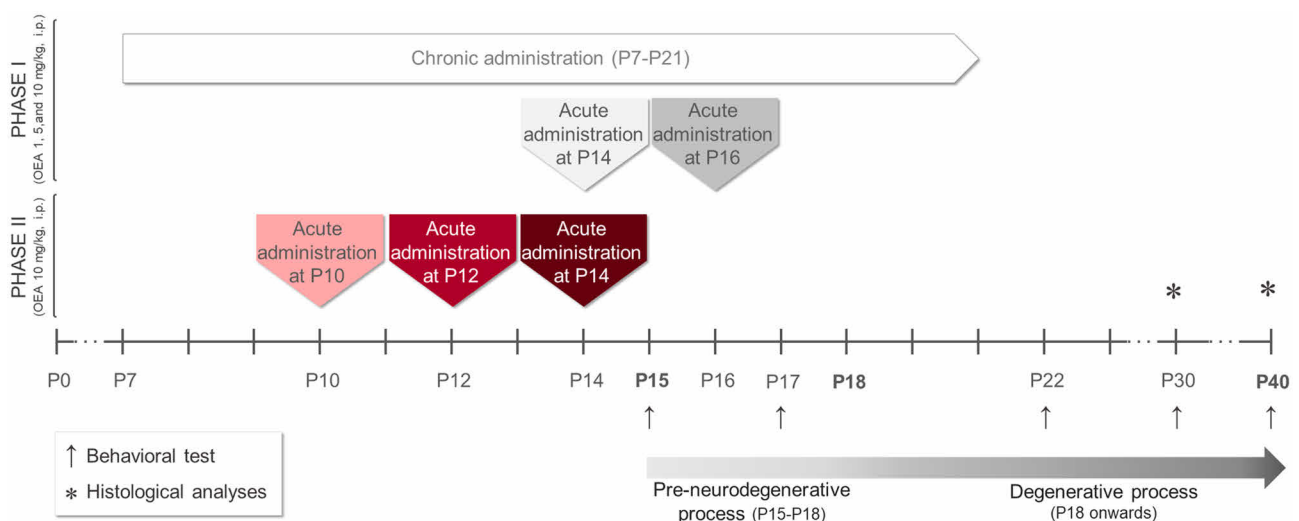 PHASE I
(OEA 1, 5,and 10 mg/kg, i.p.)
Chronic administration (P7-P21)
Acute
administration
at P14
Acute
administration
at P16
PHASE II
(OEA 10 mg/kg, i.p.)
Acute
administration
at P10
Acute
administration
at P12
Acute
administration
at P14
* *
P0 P7 P10 P12 P14 P15 P16 P17 P18 P22 P30 P40
↑ ↑ ↑ ↑ ↑
↑ Behavioral test
* Histological analyses
Pre-neurodegenerative
process (P15-P18)
Degenerative process
(P18 onwards)